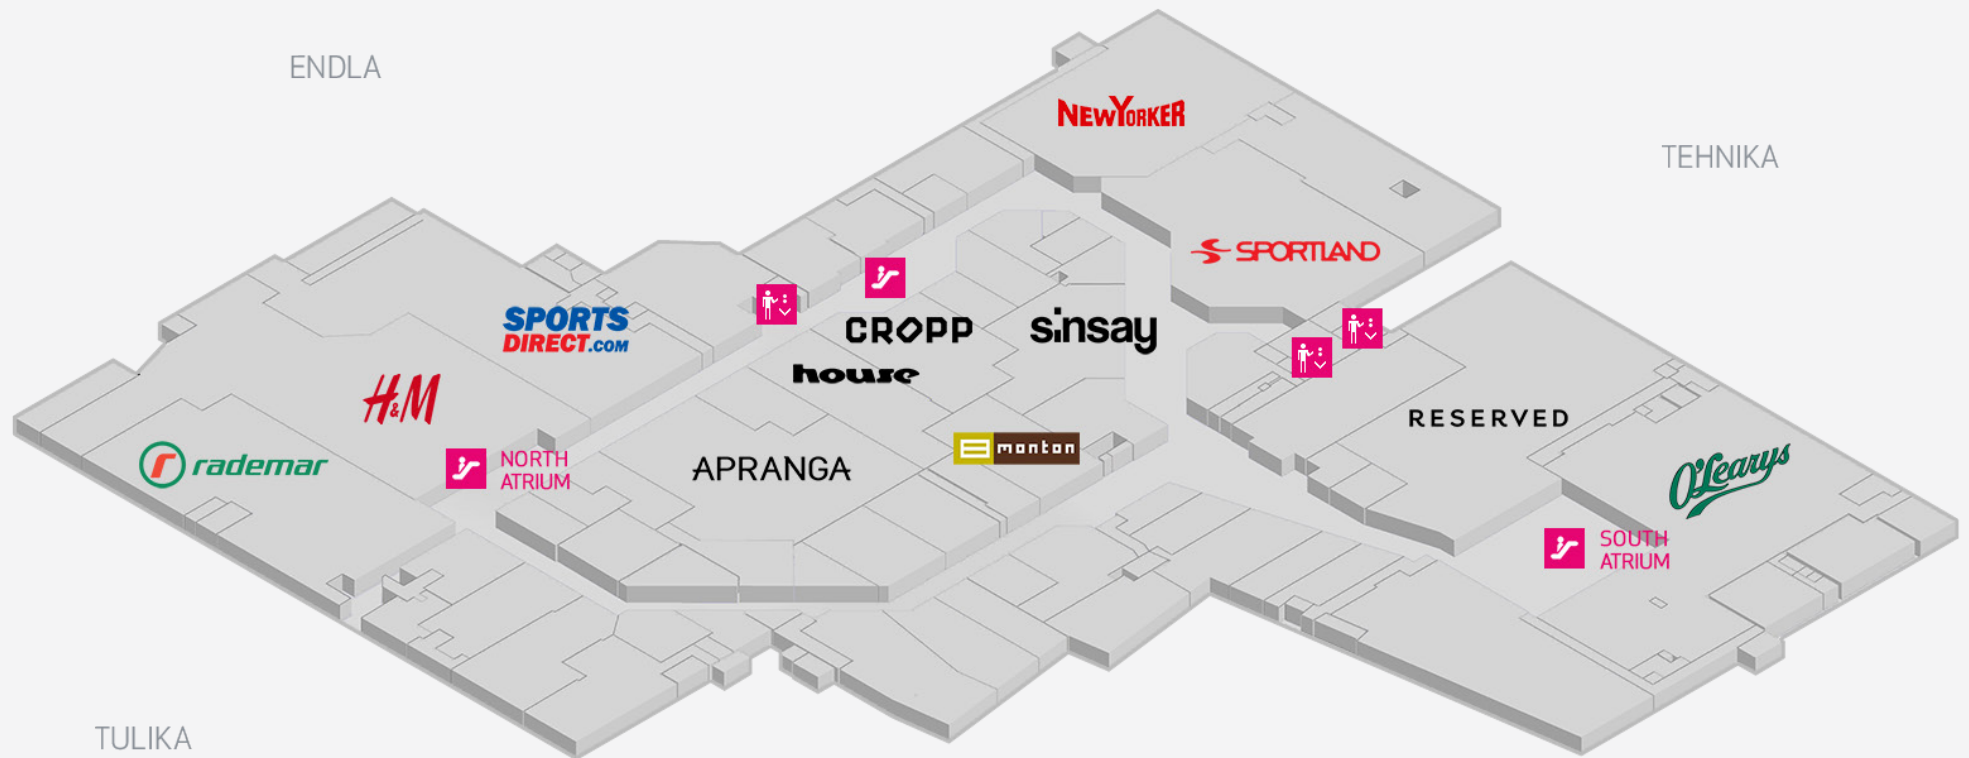 ENDLA
NEWYORKER
TEHNIKA
SPORTLAND
SPORTS
DIRECT.COM
CROPP
sinsay
house
H&M
RESERVED
rademar
NORTH
ATRIUM
APRANGA
monton
O'Learys
SOUTH
ATRIUM
TULIKA